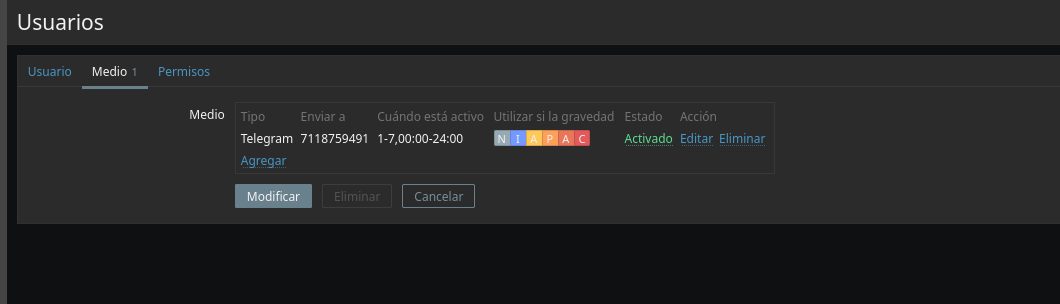 Usuarios
Usuario Medio 1 Permisos
Medio Tipo Enviar a Cuándo está activo Utilizar si la gravedad Estado Acción
Telegram 7118759491 1-7,00:00-24:00 N I A P A C Activado Editar Eliminar
Agregar
Modificar Eliminar Cancelar